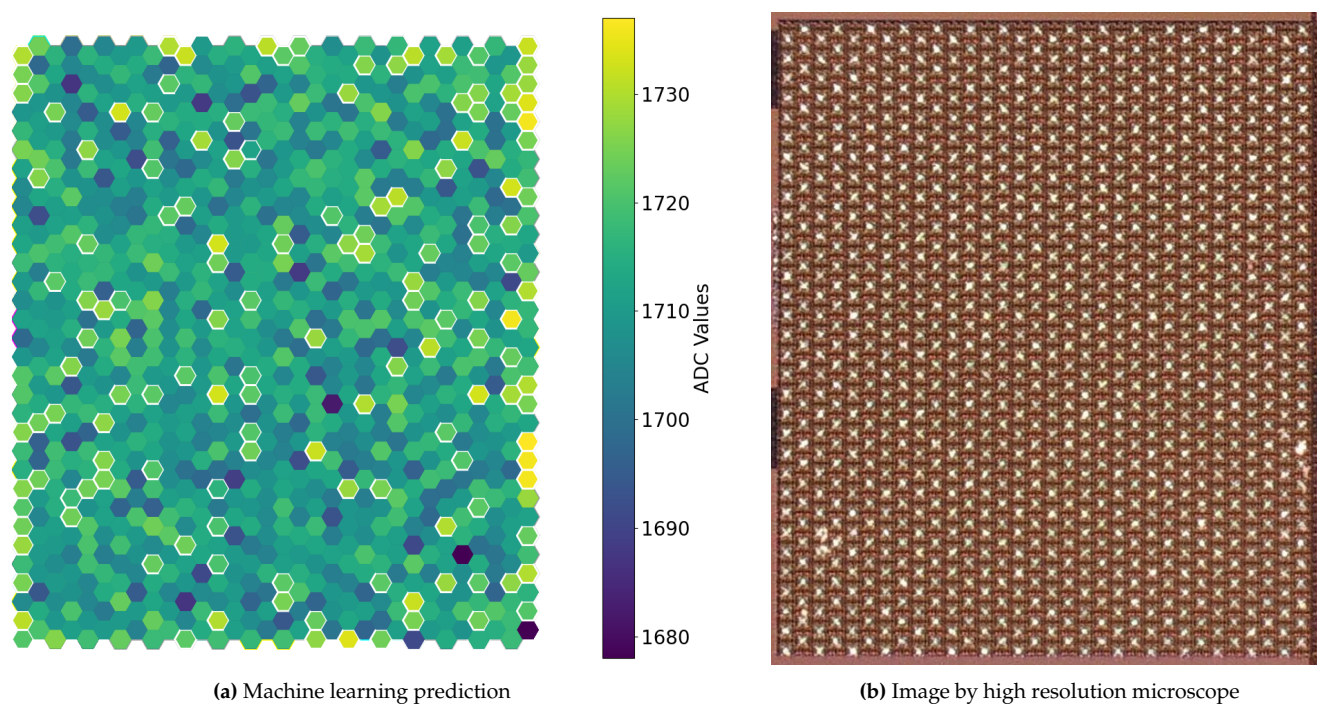 1730
1720
1710
1700
1690
1680
ADC Values
(a) Machine learning prediction
(b) Image by high resolution microscope